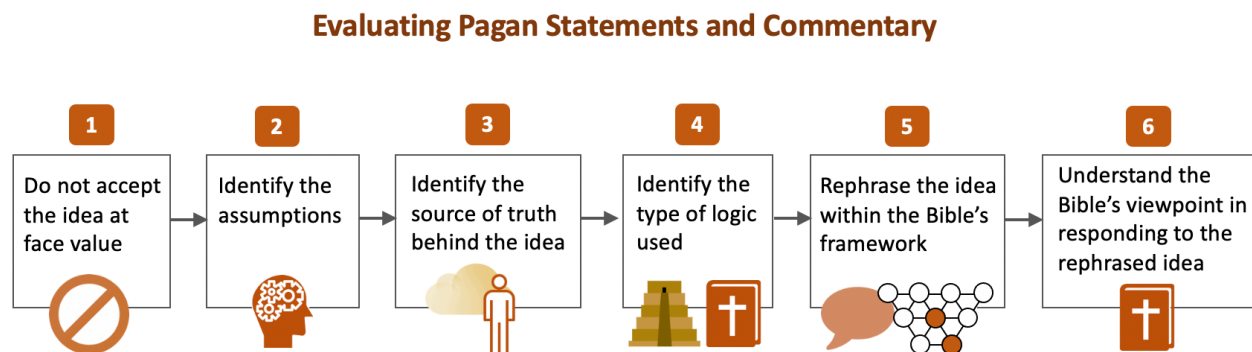 Evaluating Pagan Statements and Commentary
1
Do not accept
the idea at
face value
2
Identify the
assumptions
3
Identify the
source of truth
behind the idea
4
Identify the
type of logic
used
5
Rephrase the idea
within the Bible’s
framework
6
Understand the
Bible’s viewpoint in
responding to the
rephrased idea